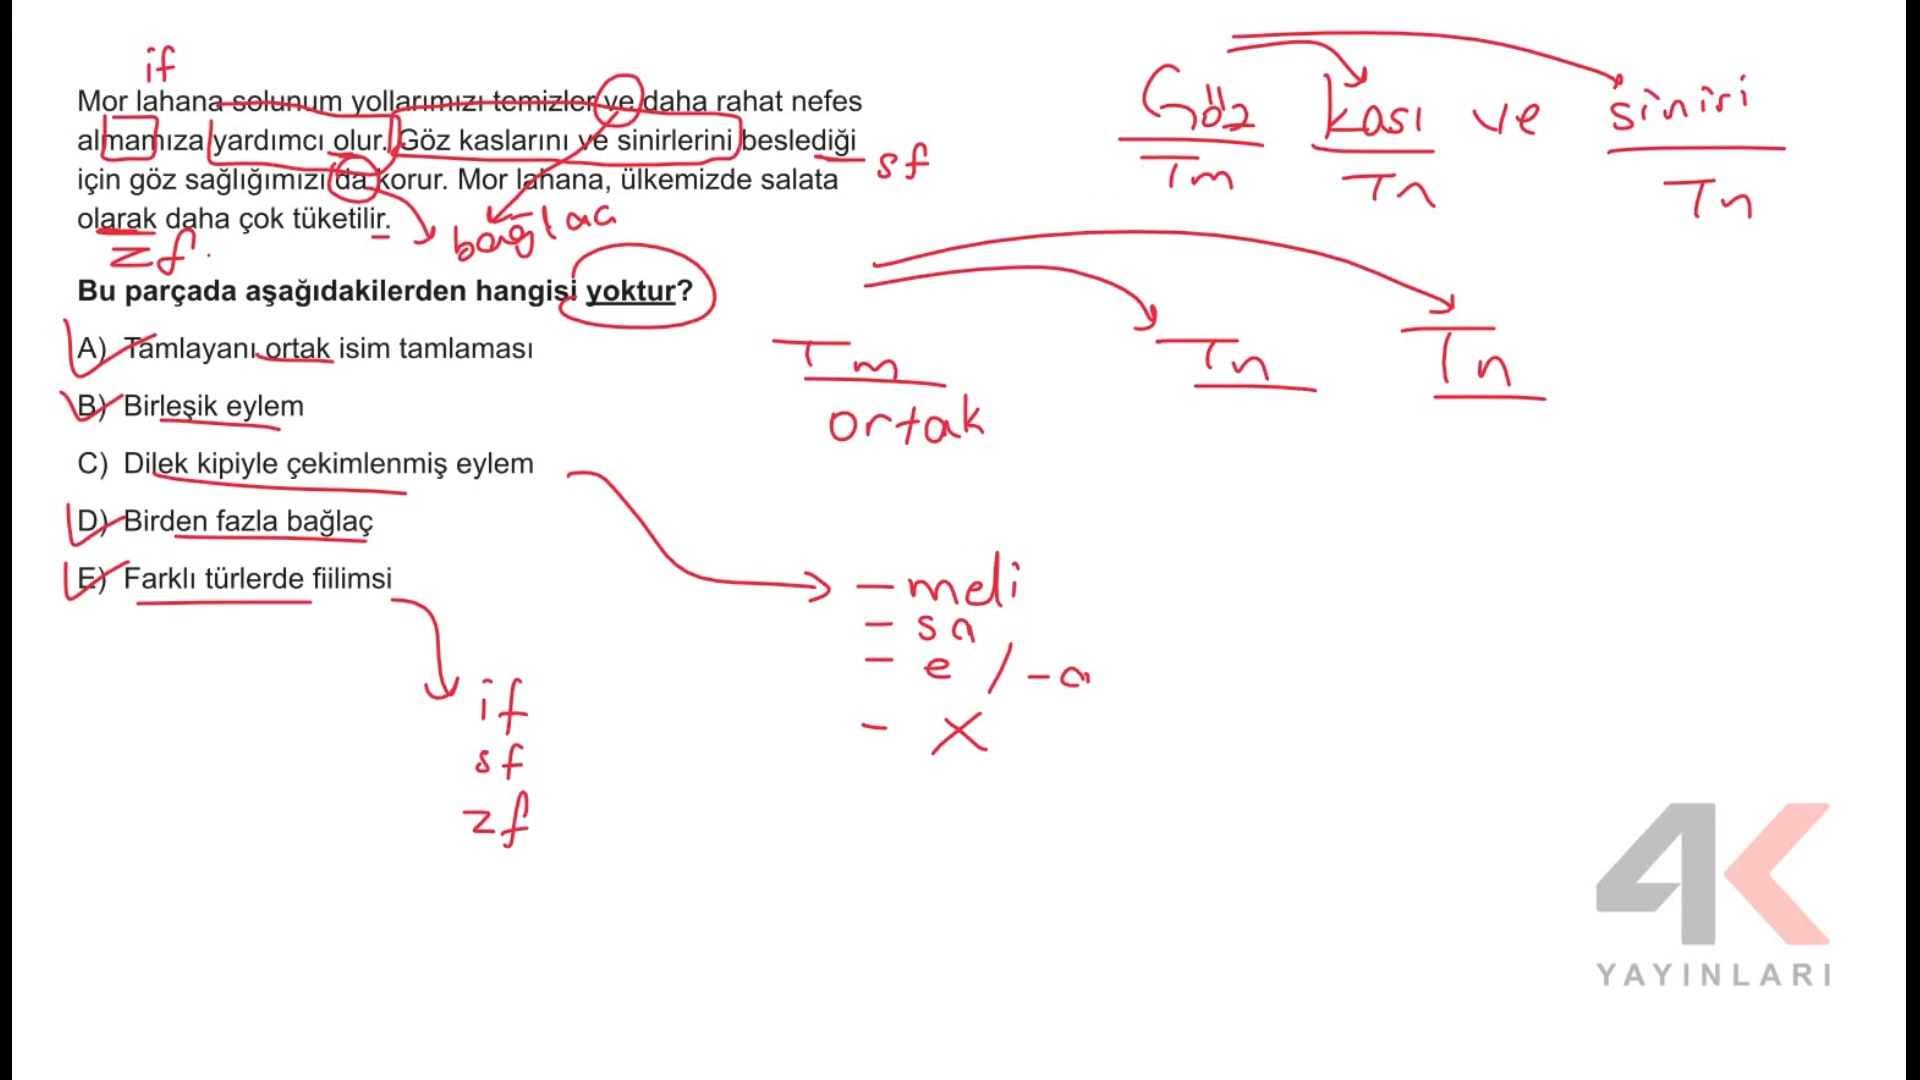 if
Mor lahana solunum yollarımızı temizler ve daha rahat nefes
almamıza yardımcı olur. Göz kaslarını ve sinirlerini beslediği
sf
için göz sağlığımızı da korur. Mor lahana, ülkemizde salata
olarak daha çok tüketilir.
zf.
bağlaç
Bu parçada aşağıdakilerden hangisi yoktur?
A) Tamlayanı ortak isim tamlaması
B) Birleşik eylem
C) Dilek kipiyle çekimlenmiş eylem
D) Birden fazla bağlaç
E) Farklı türlerde fiilimsi
if
sf
zf
Göz kası ve siniri
Tm Tn Tn
Tm Tn Tn
ortak
- meli
- sa
- e / -a
- X
4K
YAYINLARI